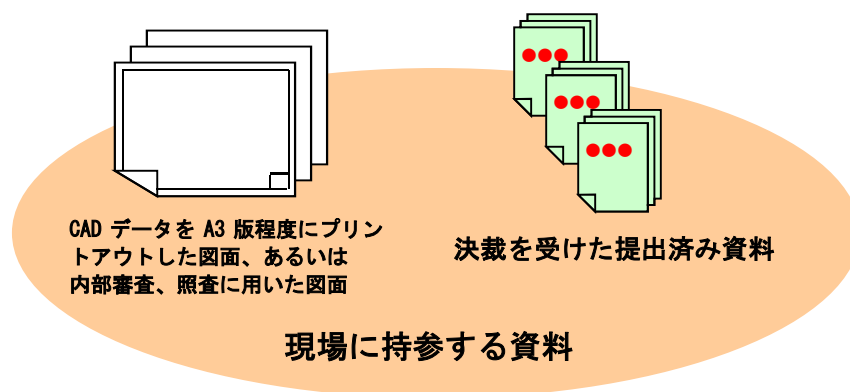 CAD データを A3 版程度にプリン
トアウトした図面、あるいは
内部審査、照査に用いた図面
決裁を受けた提出済み資料
現場に持参する資料